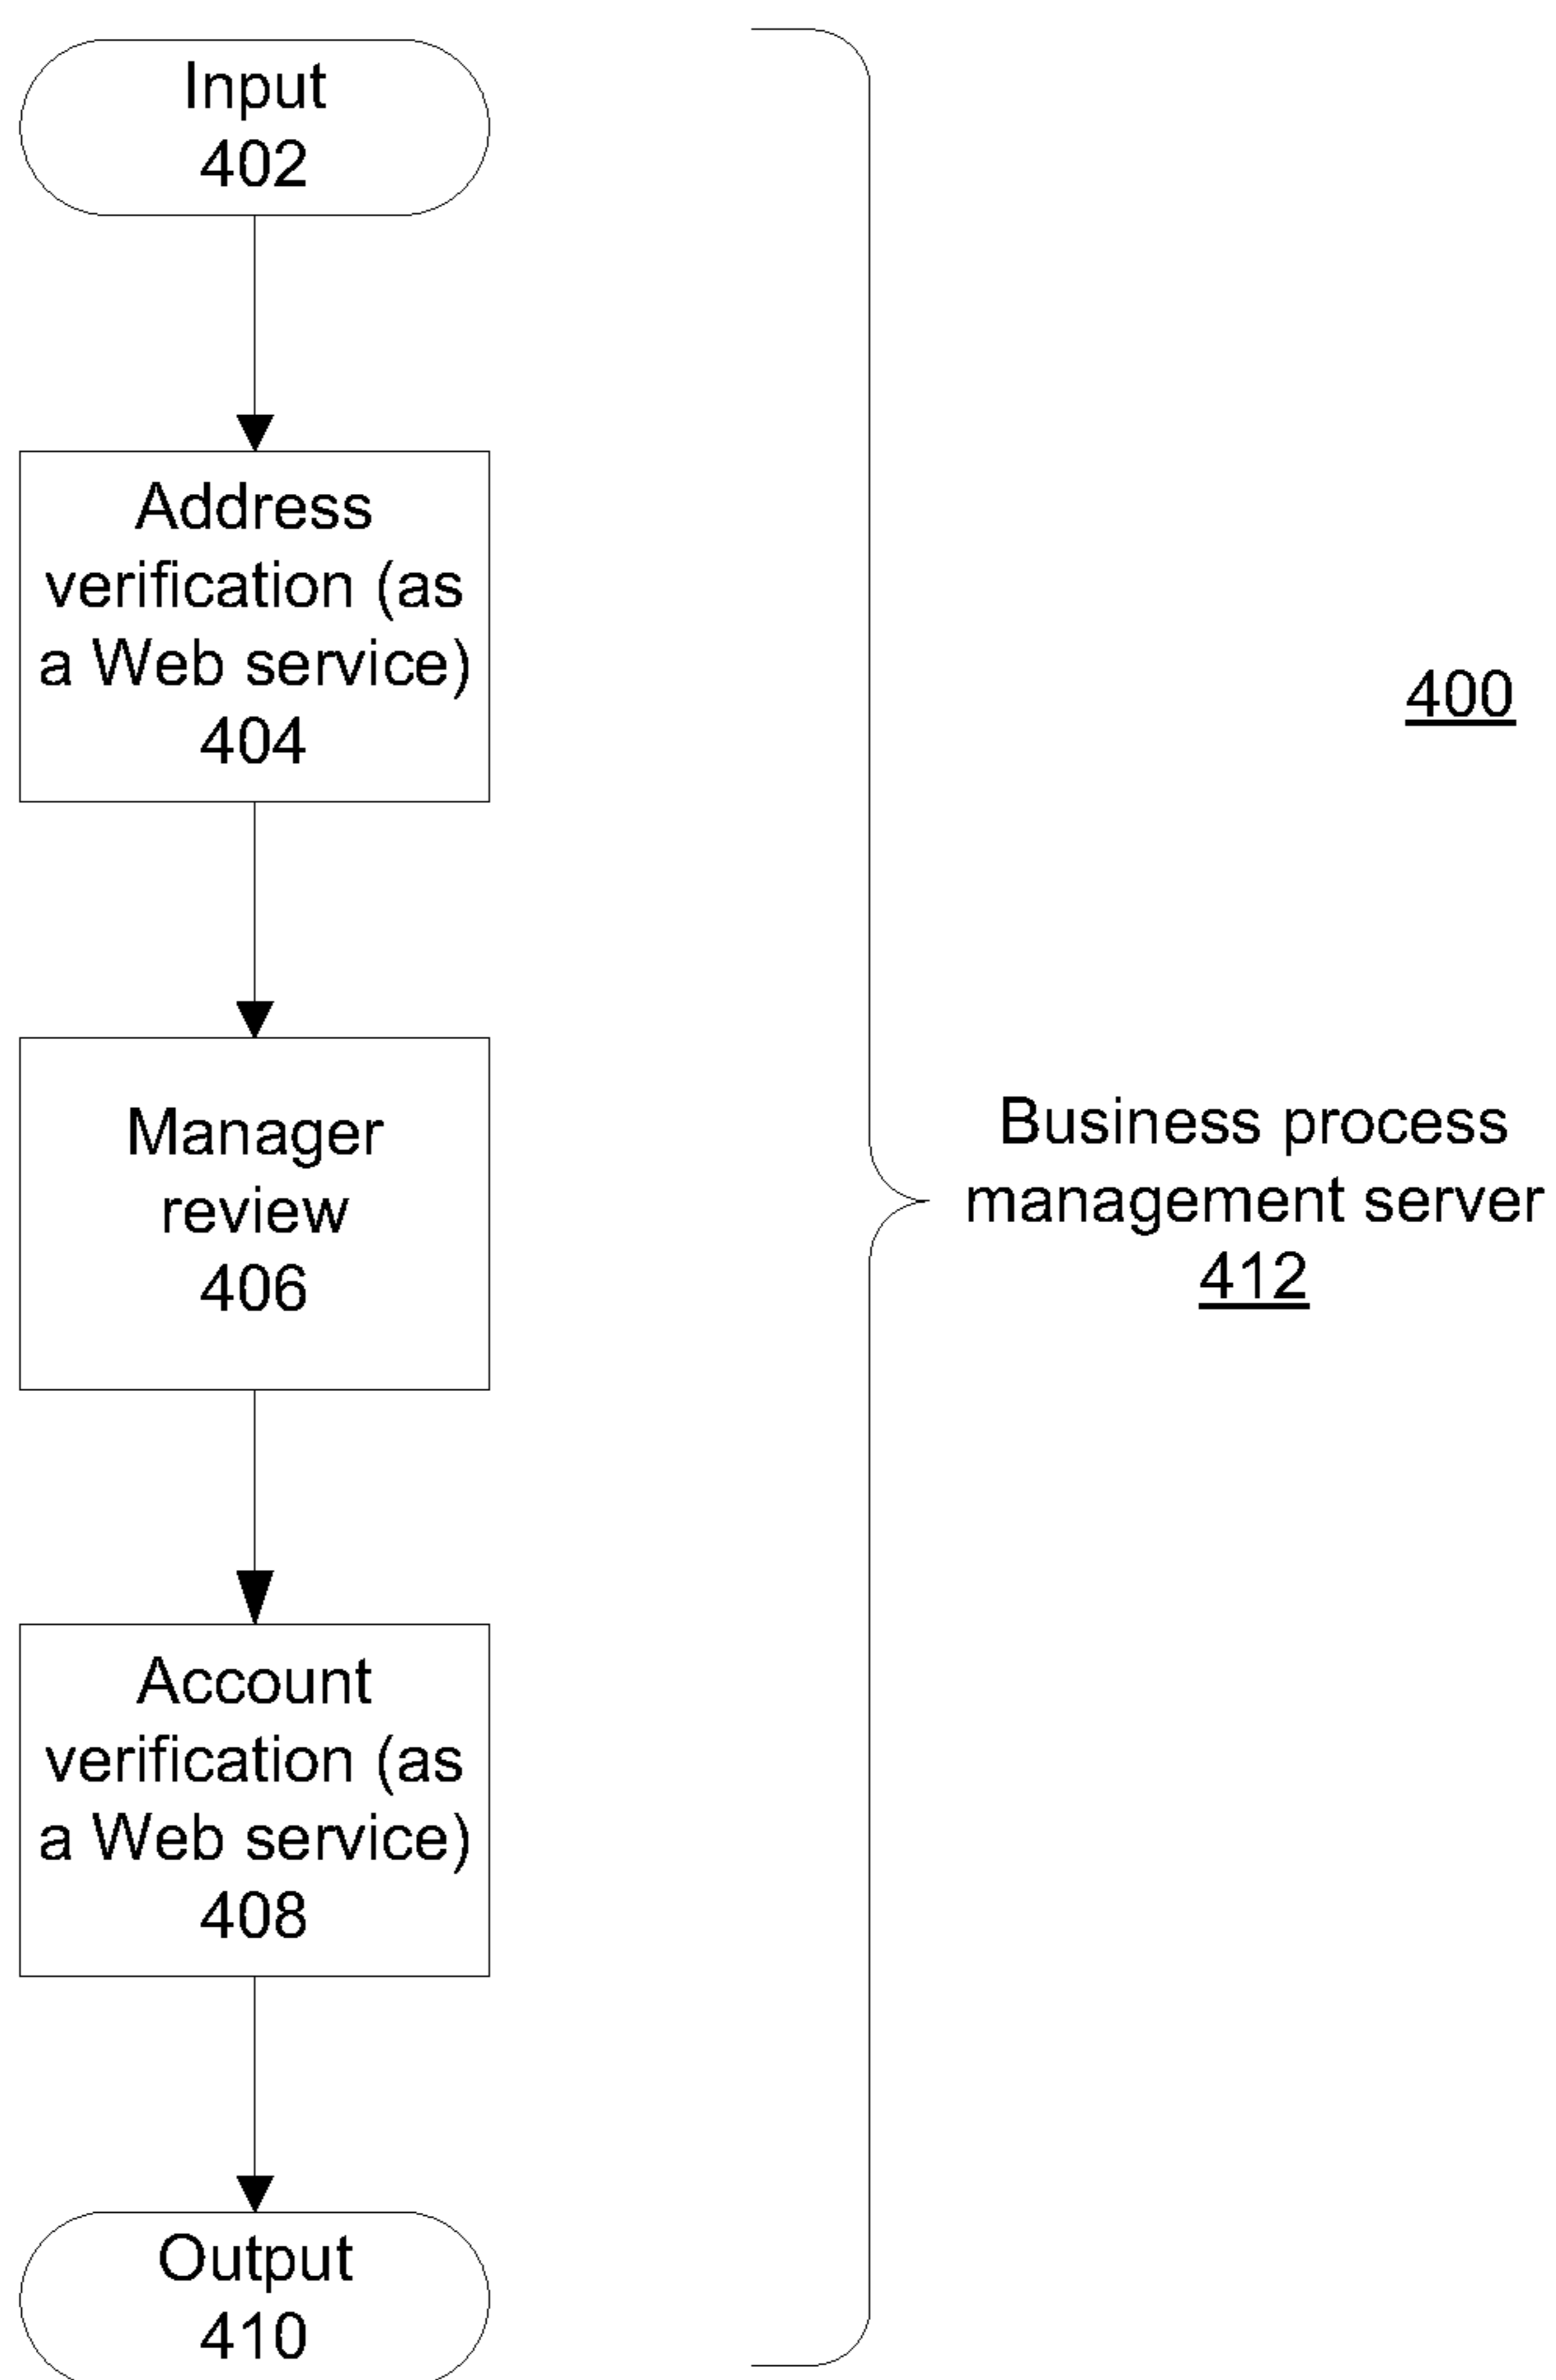 Input
402
Address
verification (as
a Web service)
404
400
Manager
review
406
Business process
management server
412
Account
verification (as
a Web service)
408
Output
410